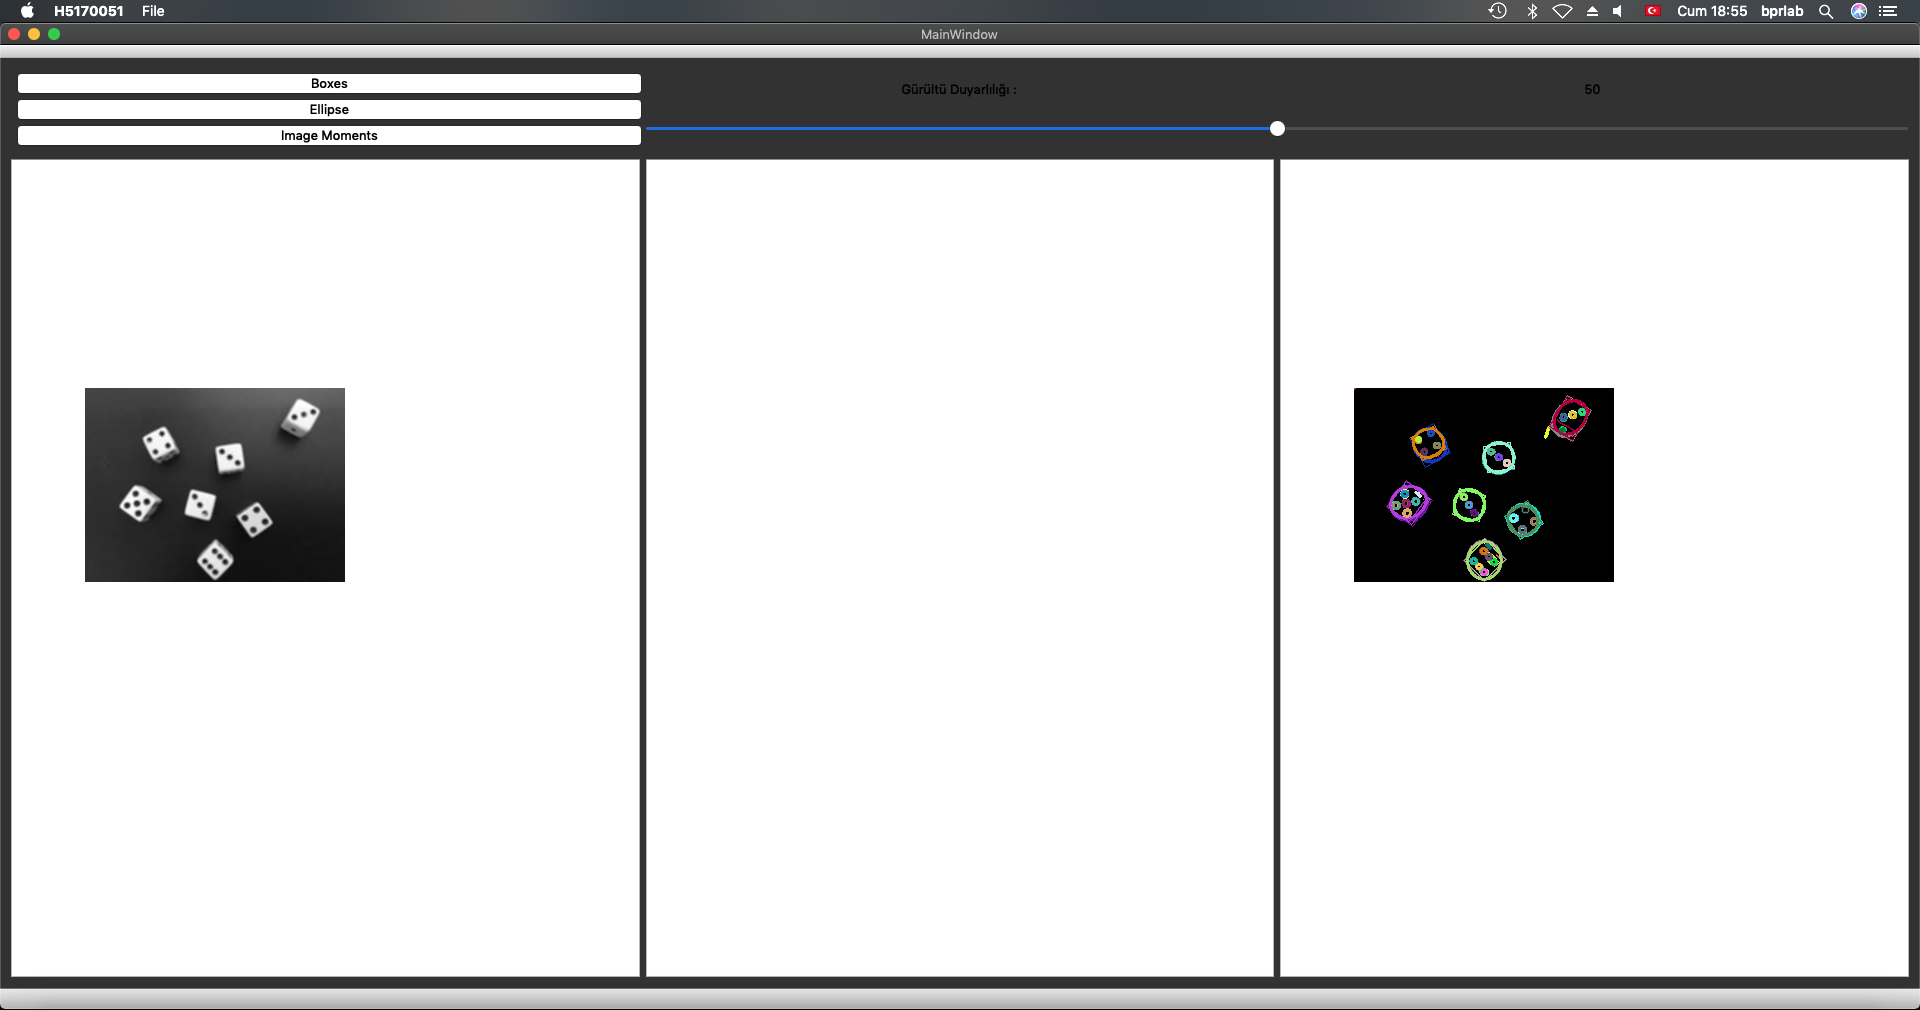 H5170051 File Cum 18:55 bprlab
MainWindow
Boxes
Gürültü Duyarlılığı : 50
Ellipse
Image Moments